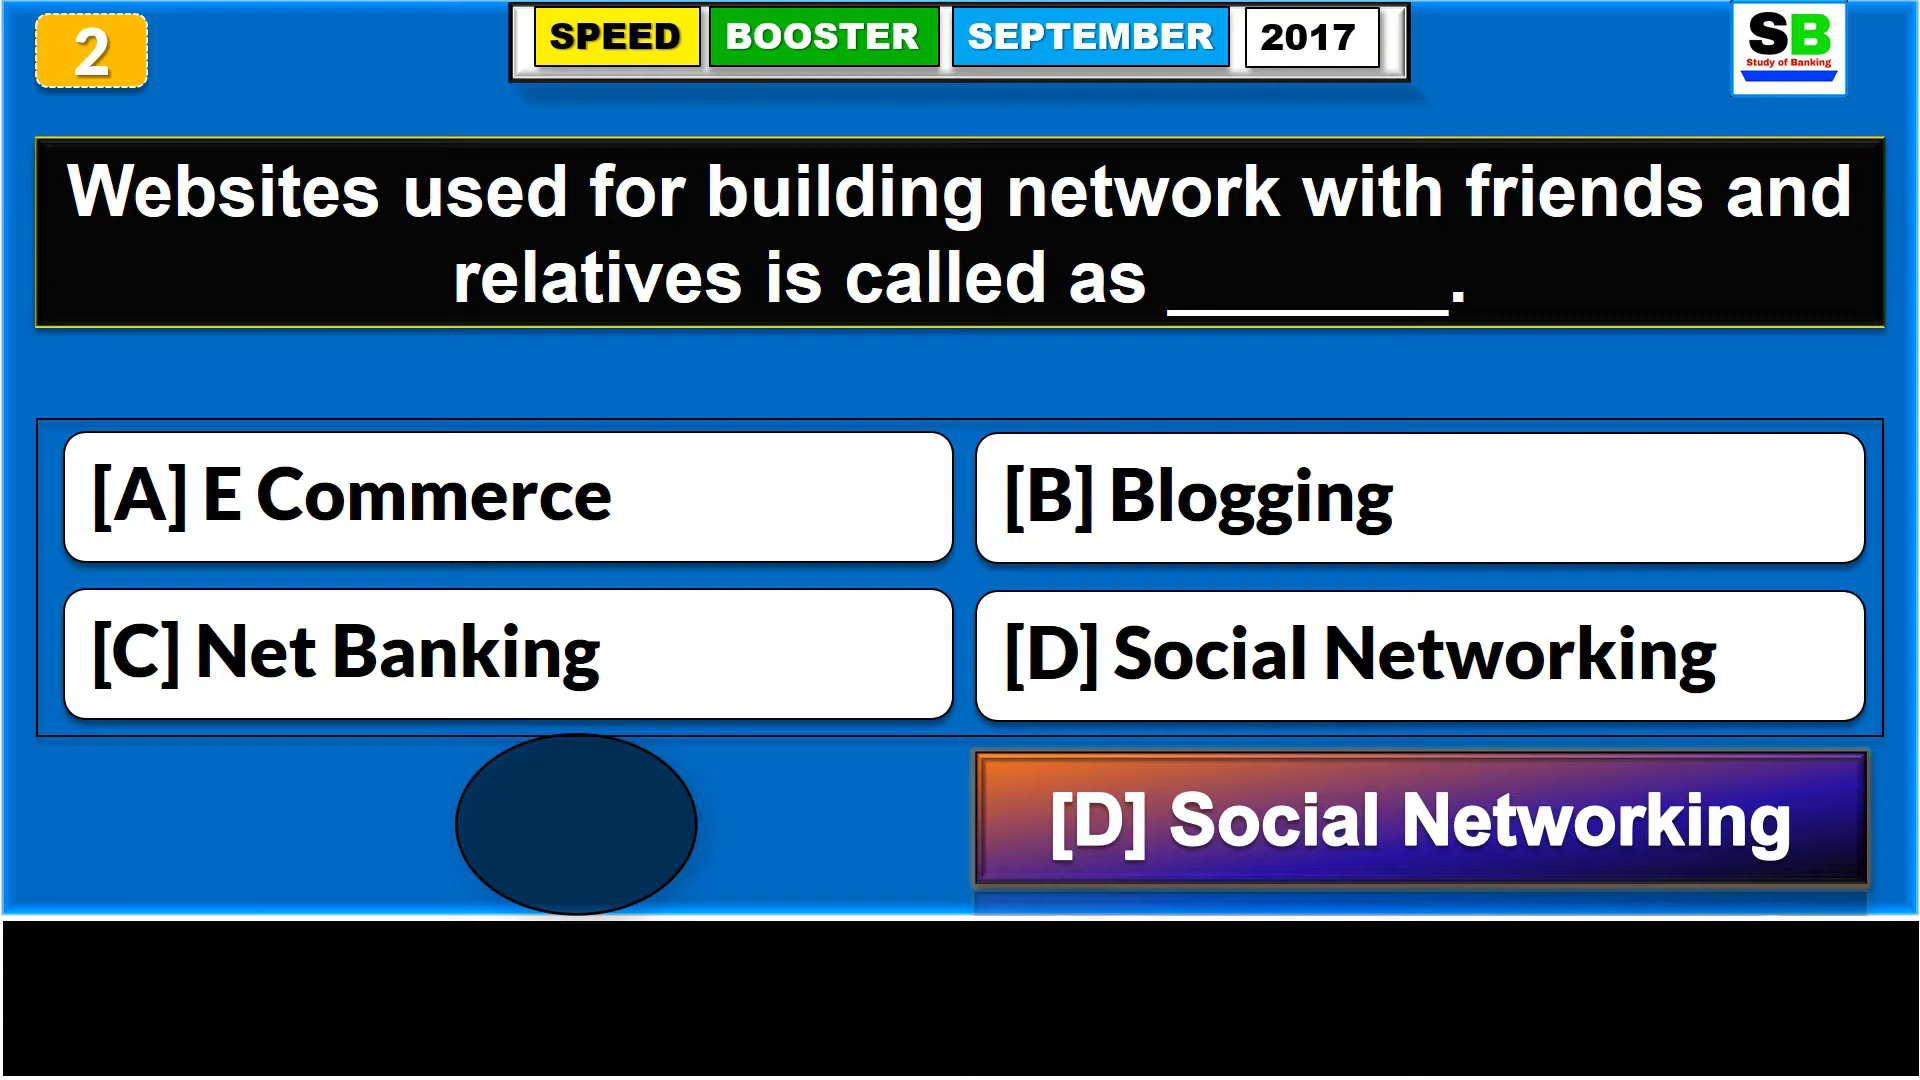 2
SPEED BOOSTER SEPTEMBER 2017
SB
Study of Banking
Websites used for building network with friends and
relatives is called as ________.
[A] E Commerce
[B] Blogging
[C] Net Banking
[D] Social Networking
[D] Social Networking